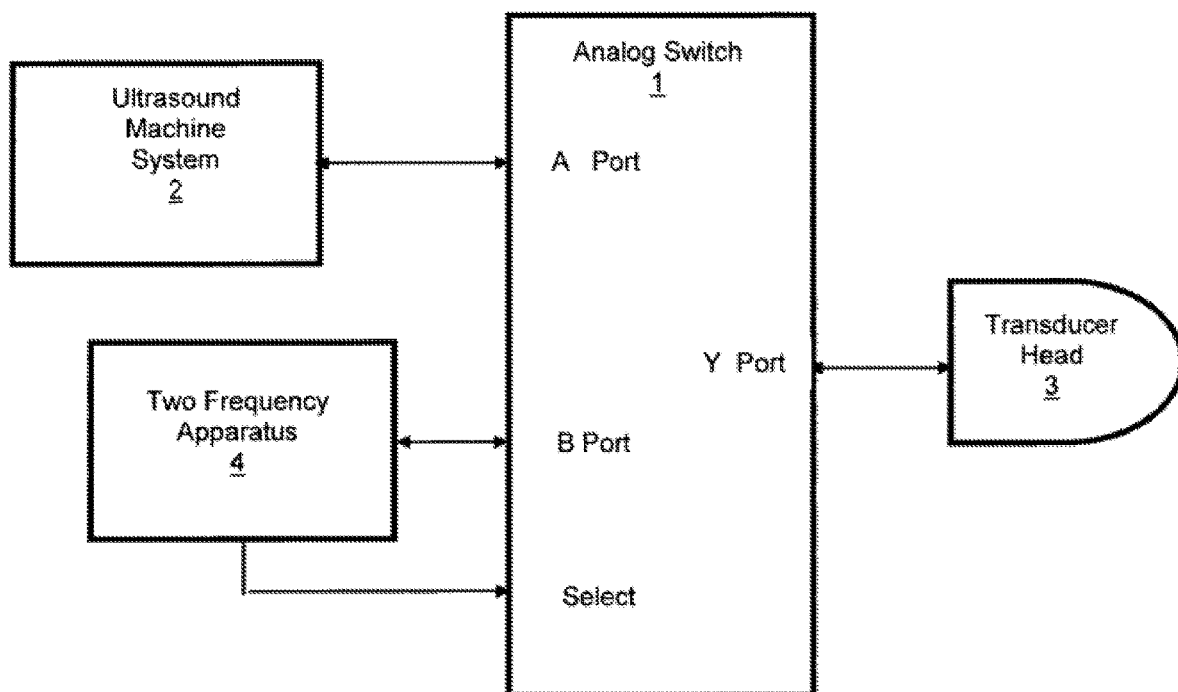 Analog Switch
1
Ultrasound
Machine
System
2
A Port
Transducer
Head
3
Y Port
Two Frequency
Apparatus
4
B Port
Select